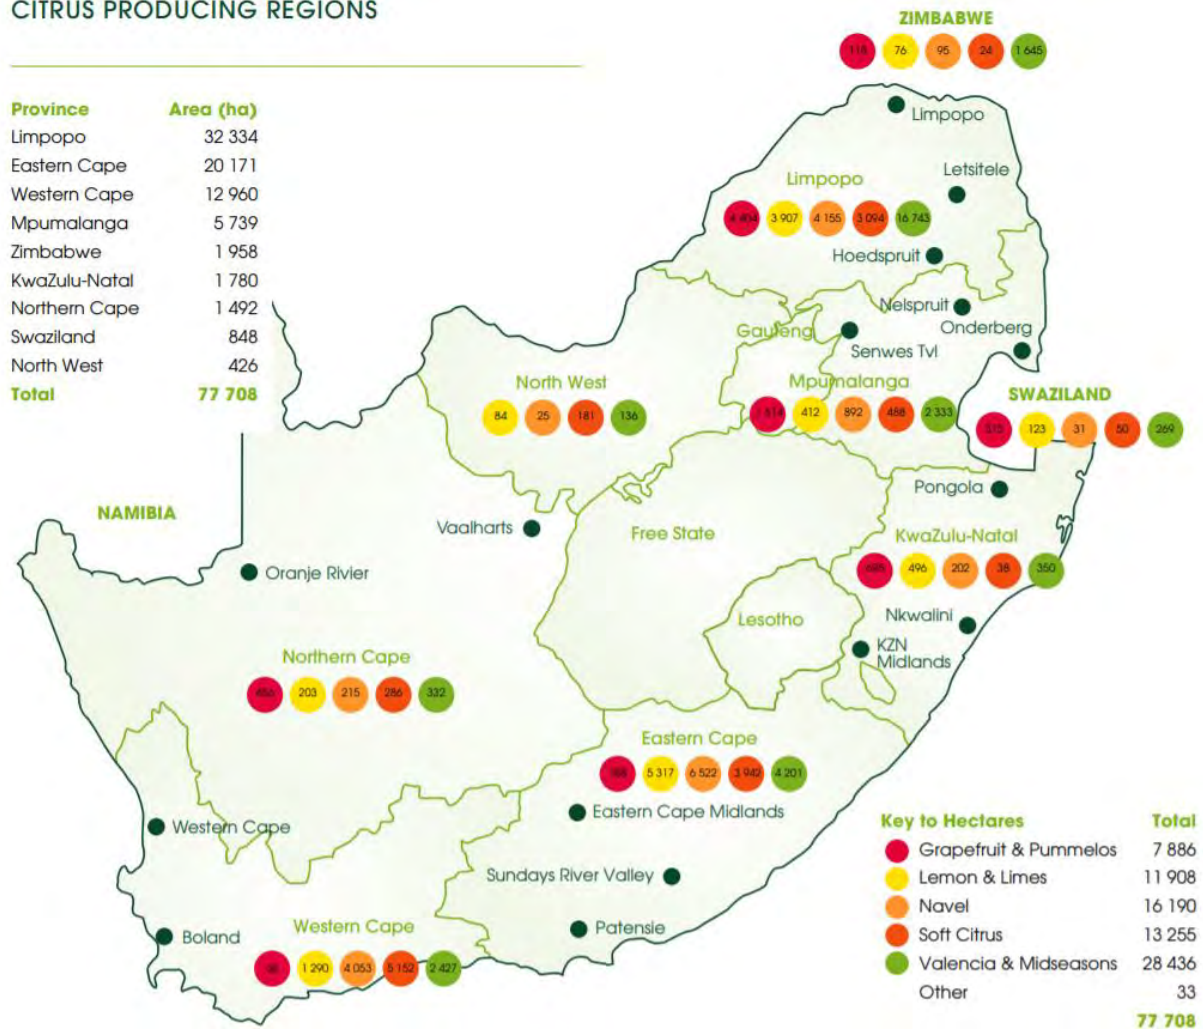 CITRUS PRODUCING REGIONS
Province Area (ha)
Limpopo 32 334
Eastern Cape 20 171
Western Cape 12 960
Mpumalanga 5 739
Zimbabwe 1 958
KwaZulu-Natal 1 780
Northern Cape 1 492
Swaziland 848
North West 426
Total 77 708
ZIMBABWE
118 76 95 24 1 645
Limpopo
Letsitele
Limpopo
3 907 4 155 3 094 16 743
Hoedspruit
Nelspruit
Gauteng
Onderberg
Senwes Tvl
North West
84 25 181 136
Mpumalanga
412 892 488 2 333
SWAZILAND
123 31 50 269
Pongola
NAMIBIA
Vaalharts
Free State
KwaZulu-Natal
496 202 38 350
Oranje Rivier
Lesotho
Nkwalini
KZN
Midlands
Northern Cape
203 215 286 332
Eastern Cape
5 317 6 522 3 942 4 201
Eastern Cape Midlands
Western Cape
Sundays River Valley
Patensie
Boland
Western Cape
1 290 4 053 5 152 2 427
Key to Hectares Total
Grapefruit & Pummelos 7 886
Lemon & Limes 11 908
Navel 16 190
Soft Citrus 13 255
Valencia & Midseasons 28 436
Other 33
77 708